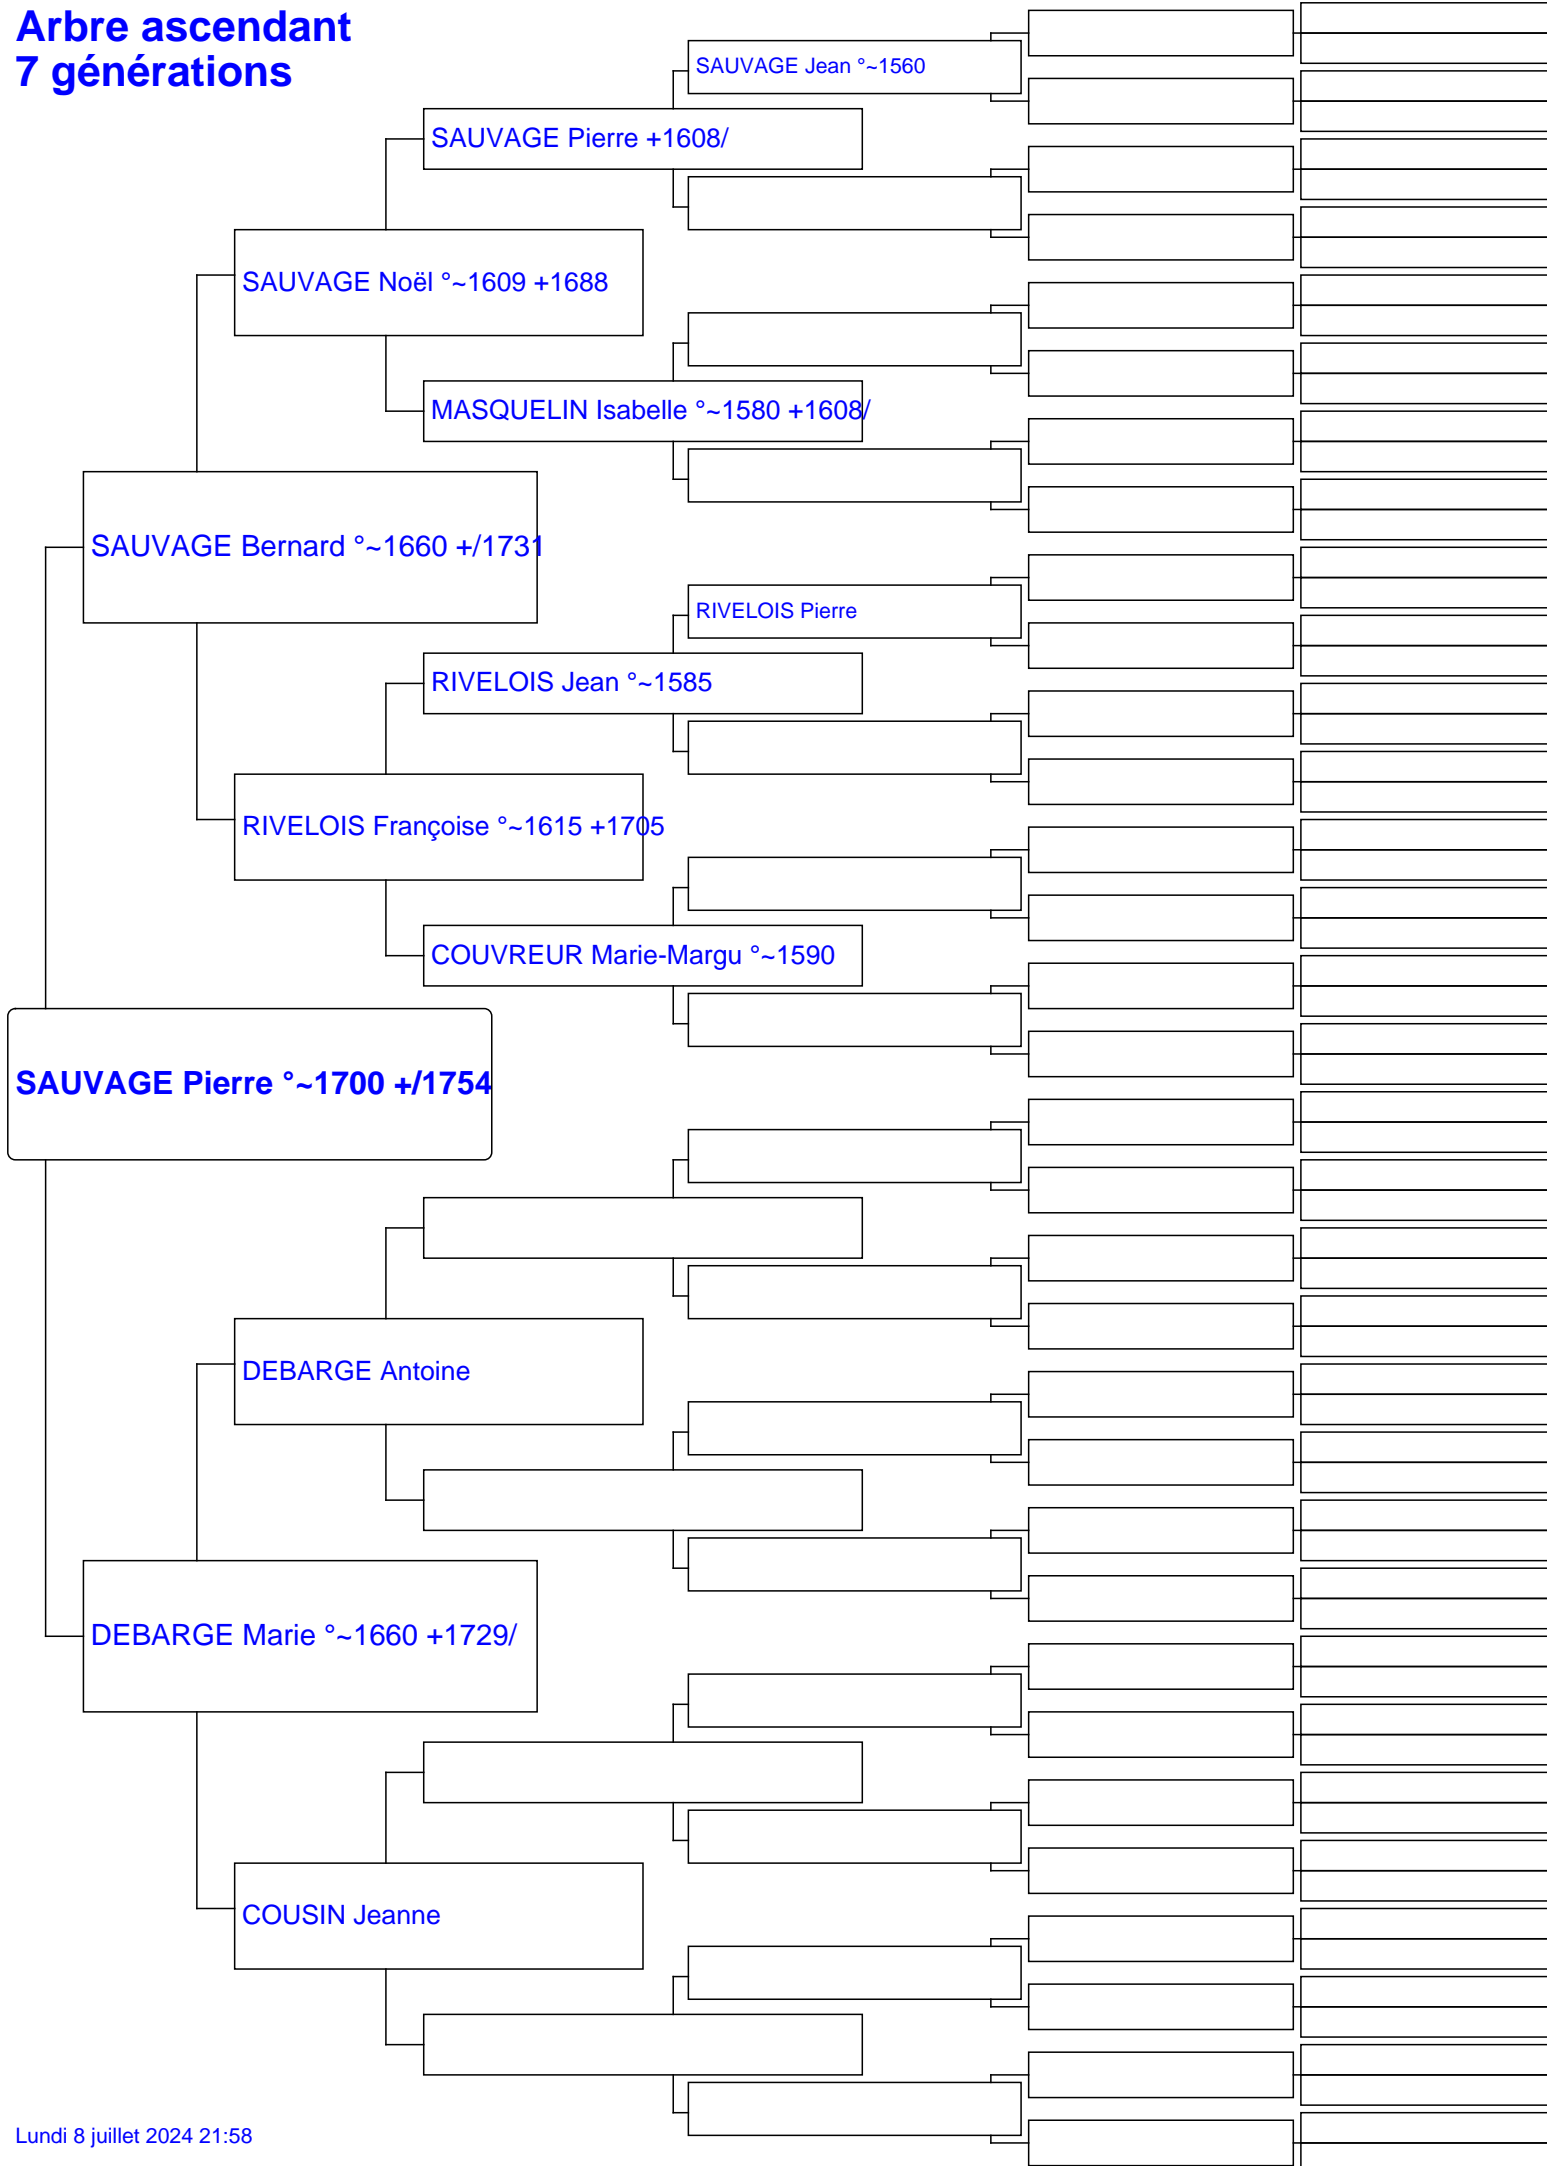 Arbre ascendant
7 générations
SAUVAGE Jean °~1560
SAUVAGE Pierre +1608/
SAUVAGE Noël °~1609 +1688
MASQUELIN Isabelle °~1580 +1608/
SAUVAGE Bernard °~1660 +/1731
RIVELOIS Pierre
RIVELOIS Jean °~1585
RIVELOIS Françoise °~1615 +1705
COUVREUR Marie-Margu °~1590
SAUVAGE Pierre °~1700 +/1754
DEBARGE Antoine
DEBARGE Marie °~1660 +1729/
COUSIN Jeanne
Lundi 8 juillet 2024 21:58